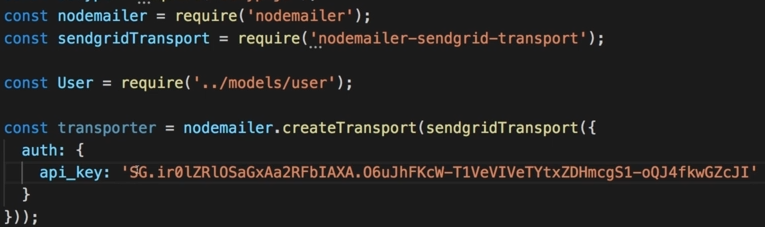 const nodemailer = require('nodemailer');
const sendgridTransport = require('nodemailer-sendgrid-transport');
const User = require('../models/user');
const transporter = nodemailer.createTransport(sendgridTransport({
auth: {
api_key: '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'
}
}));